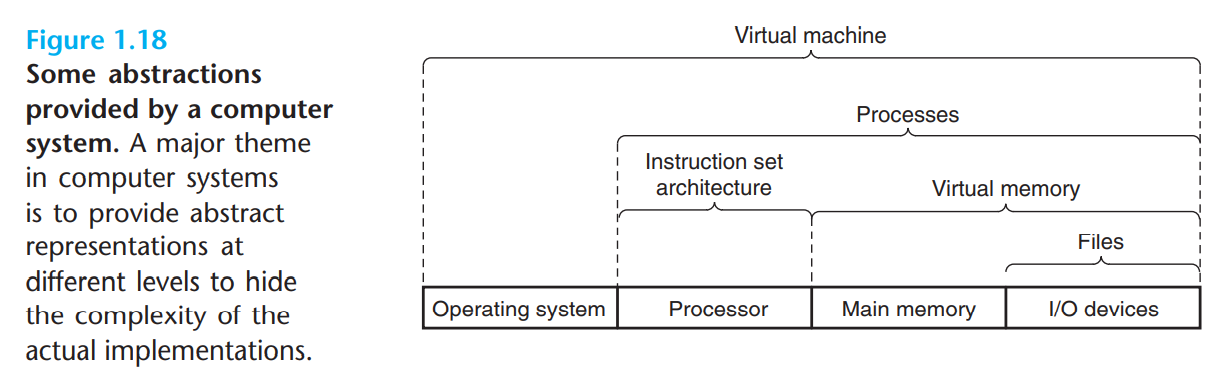 Figure 1.18
Some abstractions
provided by a computer
system. A major theme
in computer systems
is to provide abstract
representations at
different levels to hide
the complexity of the
actual implementations.
Virtual machine
Processes
Instruction set
architecture
Virtual memory
Files
Operating system
Processor
Main memory
I/O devices